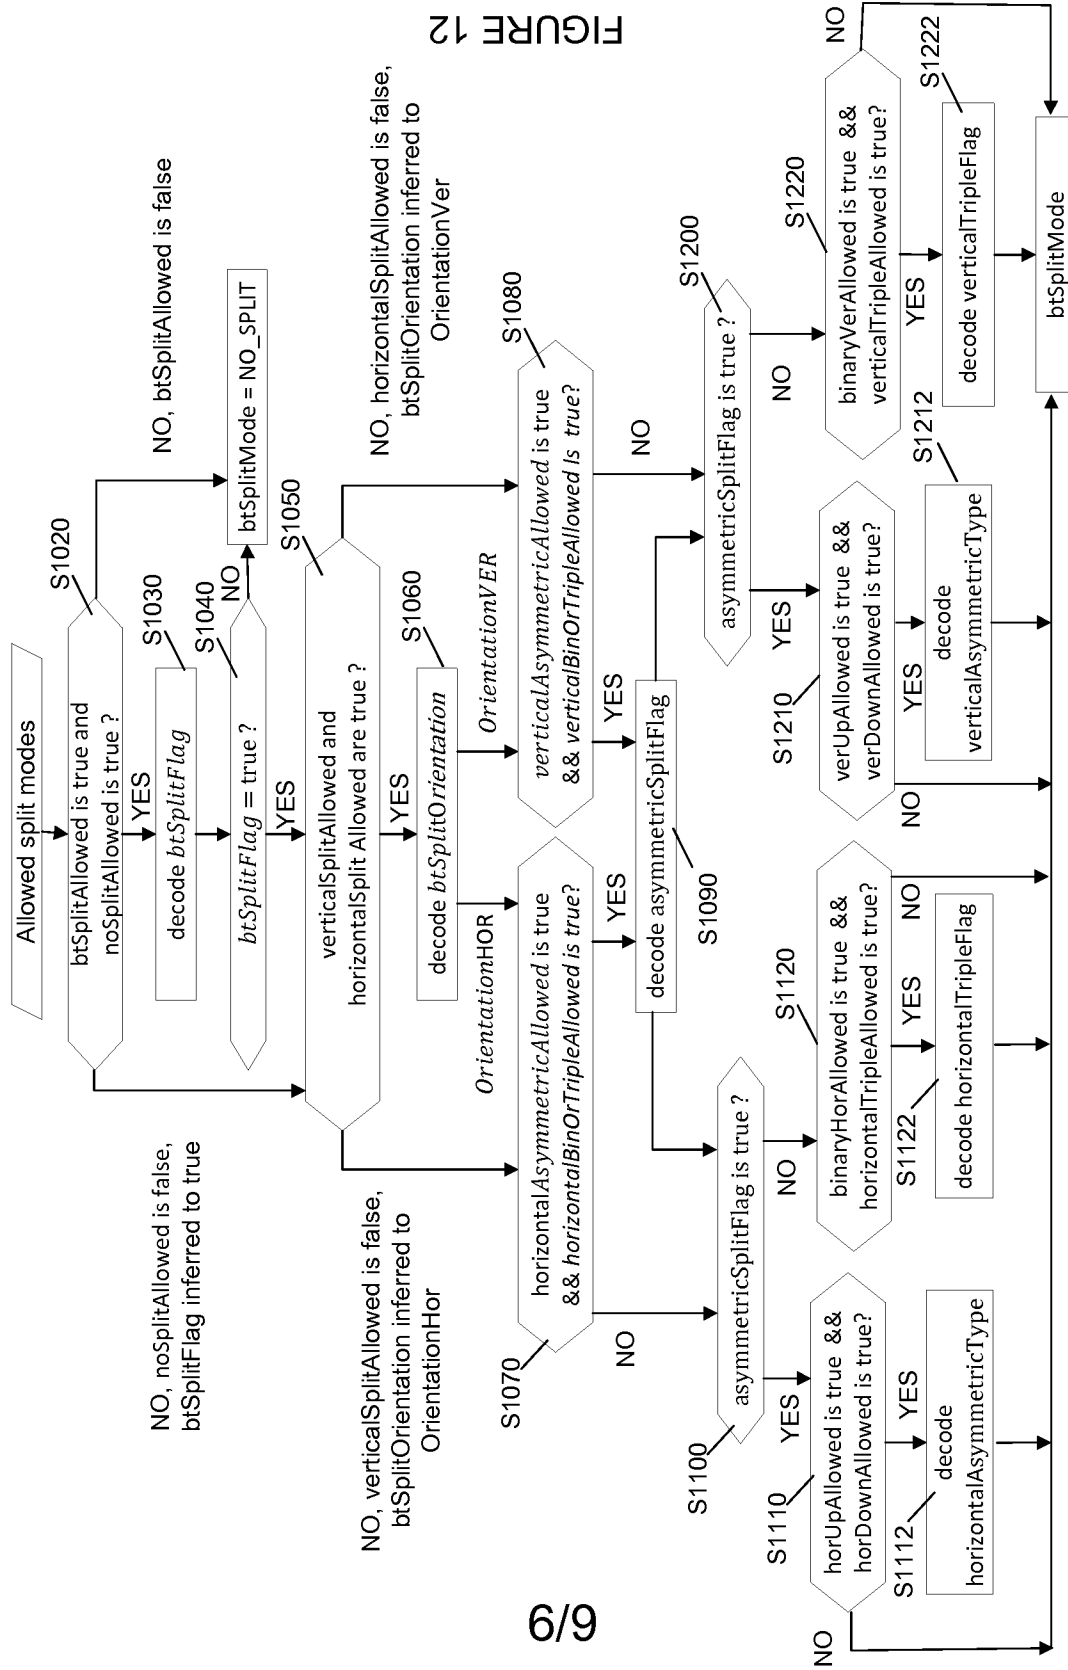 6/9
Allowed split modes
btSplitAllowed is true and
noSplitAllowed is true ?
S1020
NO, noSplitAllowed is false,
btSplitFlag inferred to true
NO, btSplitAllowed is false
YES
decode btSplitFlag
S1030
btSplitFlag = true ?
S1040
NO
btSplitMode = NO_SPLIT
YES
verticalSplitAllowed and
horizontalSplit Allowed are true ?
S1050
NO, verticalSplitAllowed is false,
btSplitOrientation inferred to
OrientationHor
NO, horizontalSplitAllowed is false,
btSplitOrientation inferred to
OrientationVer
YES
decode btSplitOrientation
S1060
OrientationHOR
OrientationVER
S1070
horizontalAsymmetricAllowed is true
&& horizontalBinOrTripleAllowed is true?
verticalAsymmetricAllowed is true
&& verticalBinOrTripleAllowed Is true?
S1080
NO
YES
YES
NO
decode asymmetricSplitFlag
S1090
S1100
asymmetricSplitFlag is true ?
asymmetricSplitFlag is true ?
S1200
YES
NO
YES
NO
S1110
horUpAllowed is true &&
horDownAllowed is true?
S1120
binaryHorAllowed is true &&
horizontalTripleAllowed is true?
S1210
verUpAllowed is true &&
verDownAllowed is true?
S1220
binaryVerAllowed is true &&
verticalTripleAllowed is true?
NO
YES
YES
NO
NO
YES
YES
NO
S1112
decode
horizontalAsymmetricType
S1122
decode horizontalTripleFlag
decode
verticalAsymmetricType
S1212
decode verticalTripleFlag
S1222
btSplitMode
FIGURE 12